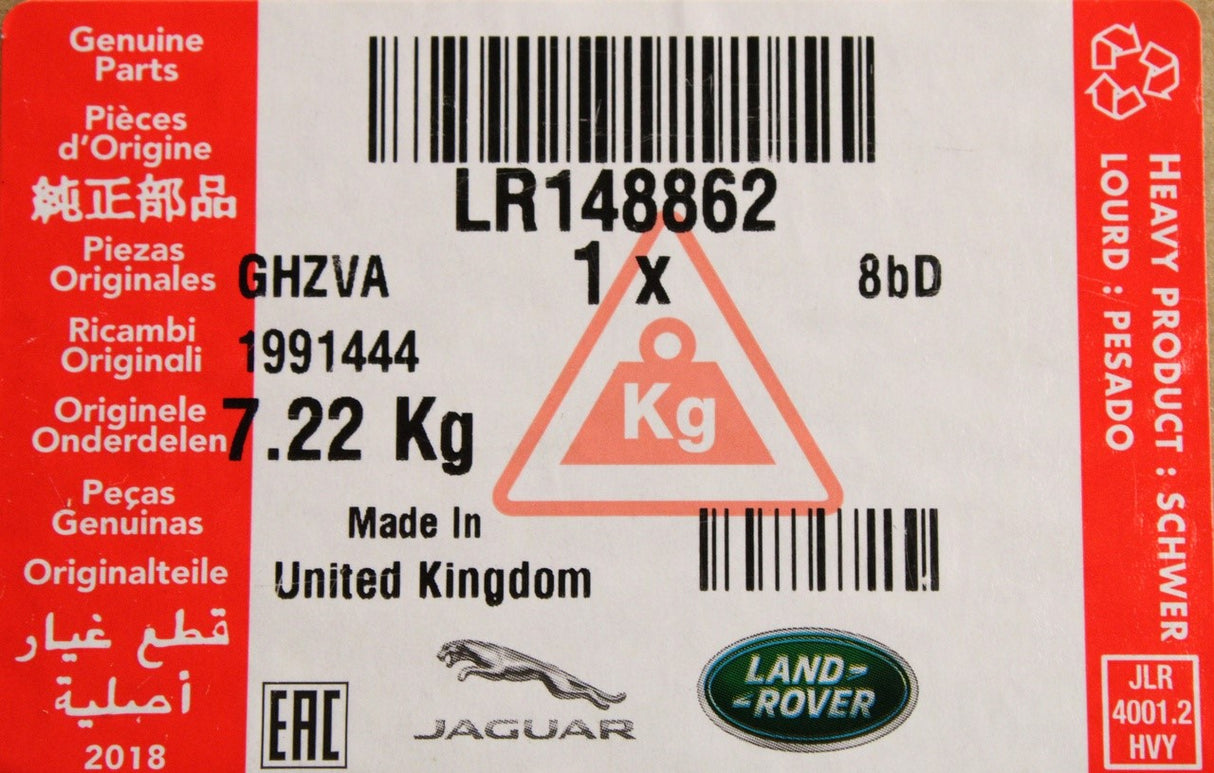 Genuine
Parts
Pièces
d'Origine
純正部品
Piezas
Originales
Ricambi
Originali
Originele
Onderdelen
Peças
Genuinas
Originalteile
قطع غيار
أصلية
2018
LR148862
GHZVA
1 x
8bD
1991444
7.22 Kg
Kg
Made In
United Kingdom
EAC
JAGUAR
LAND-
-ROVER
HEAVY PRODUCT : SCHWER
LOURD : PESADO
JLR
4001.2
HVY